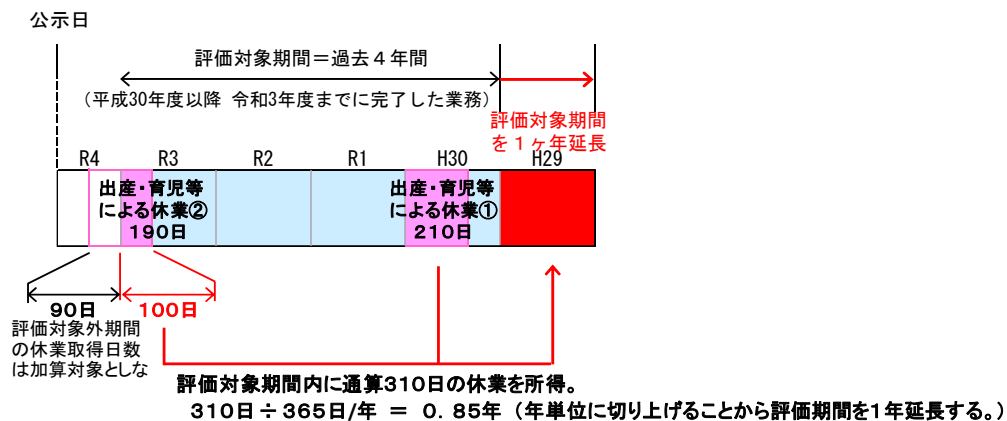 公示日
評価対象期間＝過去４年間
（平成30年度以降 令和3年度までに完了した業務）
評価対象期間
を１ヶ年延長
R4 R3 R2 R1 H30 H29
出産・育児等
による休業②
190日
出産・育児等
による休業①
210日
90日
100日
評価対象外期間
の休業取得日数
は加算対象としな
評価対象期間内に通算310日の休業を所得。
310日÷365日/年 ＝ 0.85年（年単位に切り上げることから評価期間を1年延長する。）